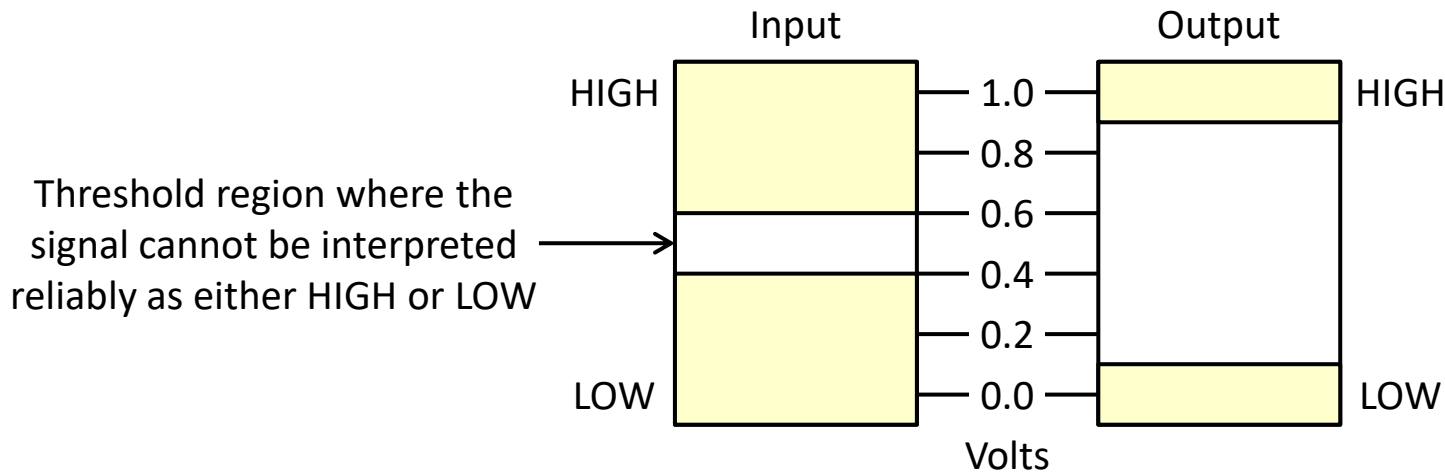 Input
Output
HIGH
1.0
HIGH
0.8
Threshold region where the
signal cannot be interpreted
reliably as either HIGH or LOW
0.6
0.4
0.2
LOW
0.0
LOW
Volts